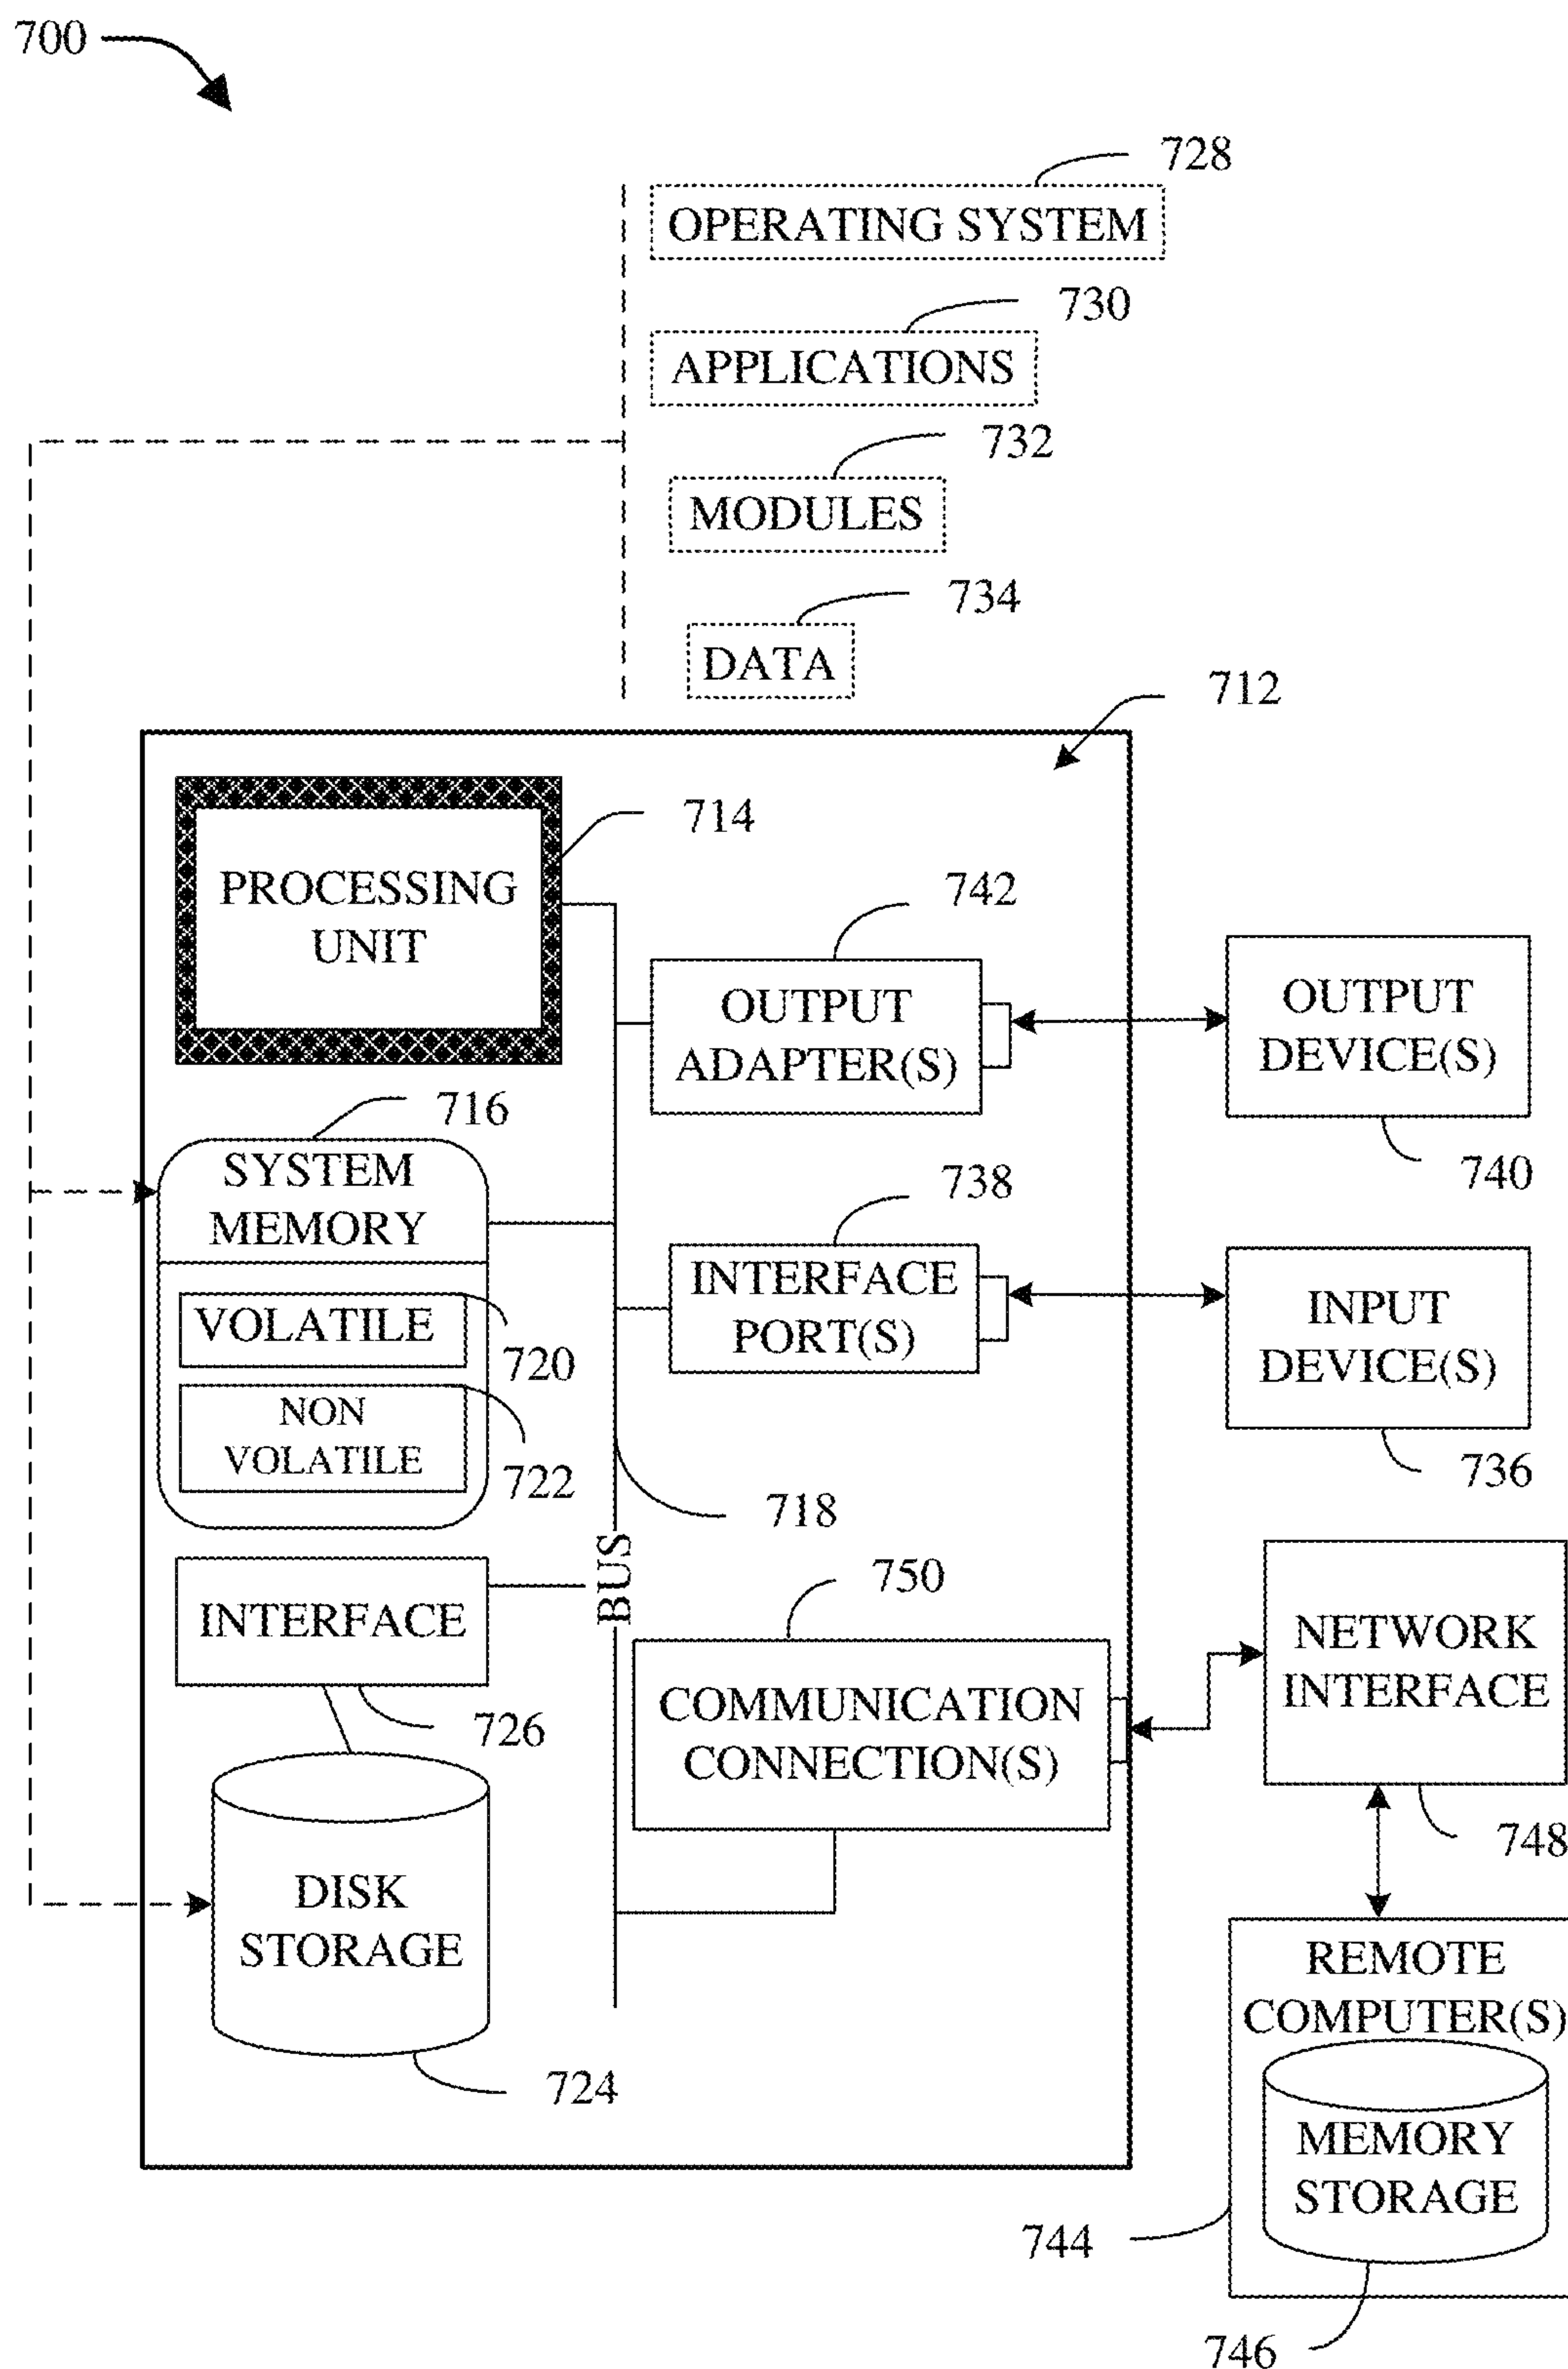 700
728
OPERATING SYSTEM
730
APPLICATIONS
732
MODULES
734
DATA
712
714
PROCESSING
UNIT
742
OUTPUT
ADAPTER(S)
OUTPUT
DEVICE(S)
740
716
SYSTEM
MEMORY
VOLATILE
720
NON
VOLATILE
722
738
INTERFACE
PORT(S)
INPUT
DEVICE(S)
736
718
BUS
INTERFACE
726
750
COMMUNICATION
CONNECTION(S)
NETWORK
INTERFACE
748
DISK
STORAGE
724
REMOTE
COMPUTER(S)
MEMORY
STORAGE
744
746